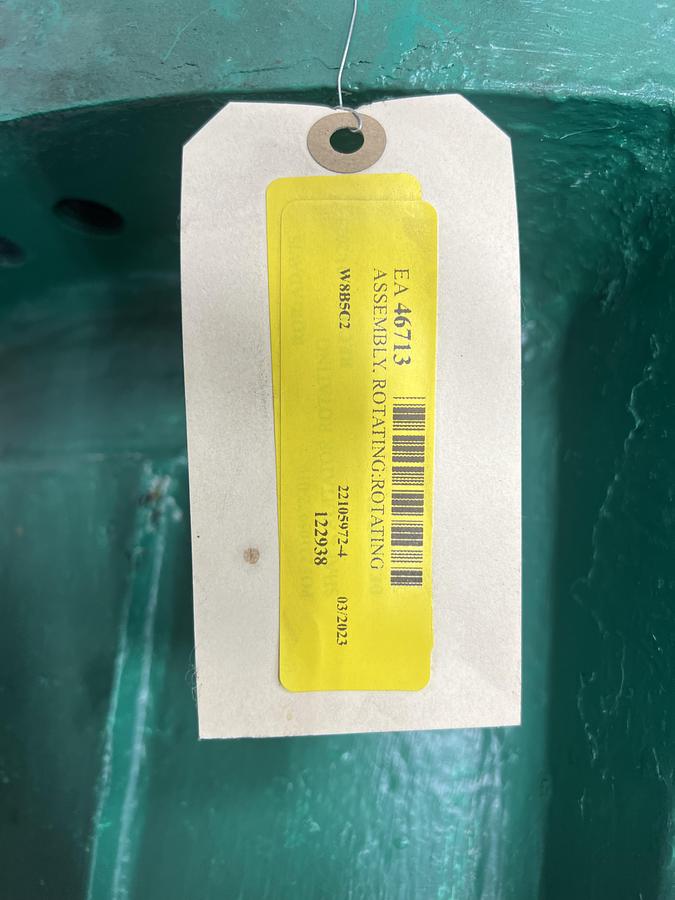 EA 46713
ASSEMBLY, ROTATING:ROTATING
W8B5C2 22105972-4 03/2023
122938